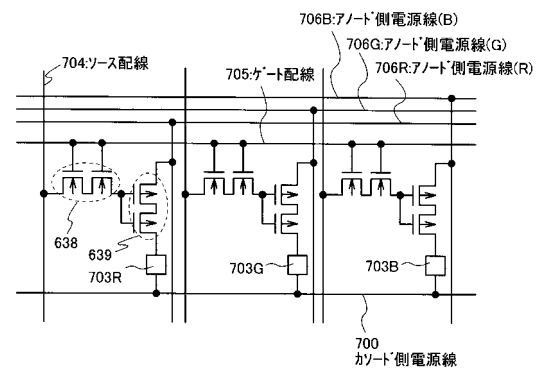 706B:アノード側電源線(B)
706G:アノード側電源線(G)
706R:アノード側電源線(R)
704:ソース配線
705:ゲート配線
638
639
703R
703G
703B
700
カソード側電源線